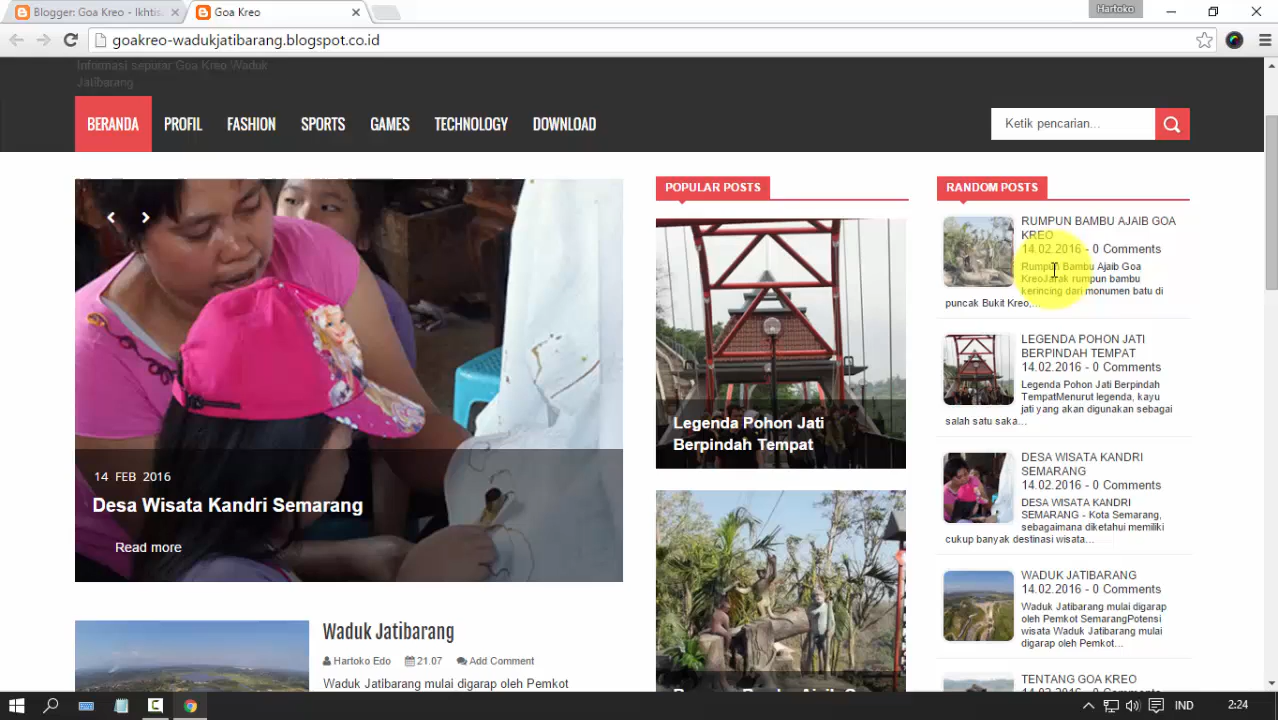 Blogger: Goa Kreo - Ikhtis
Goa Kreo
Hartoko
goakreo-wadukjatibarang.blogspot.co.id
Informasi seputar Goa Kreo Waduk
Jatibarang
BERANDA
PROFIL
FASHION
SPORTS
GAMES
TECHNOLOGY
DOWNLOAD
Ketik pencarian...
14 FEB 2016
Desa Wisata Kandri Semarang
Read more
Waduk Jatibarang
Hartoko Edo
21.07
Add Comment
Waduk Jatibarang mulai digarap oleh Pemkot
POPULAR POSTS
Legenda Pohon Jati
Berpindah Tempat
RANDOM POSTS
RUMPUN BAMBU AJAIB GOA
KREO
14.02.2016 - 0 Comments
Rumpun Bambu Ajaib Goa
KreoJarak rumpun bambu
kerincing dari monumen batu di
puncak Bukit Kreo,...
LEGENDA POHON JATI
BERPINDAH TEMPAT
14.02.2016 - 0 Comments
Legenda Pohon Jati Berpindah
TempatMenurut legenda, kayu
jati yang akan digunakan sebagai
salah satu saka...
DESA WISATA KANDRI
SEMARANG
14.02.2016 - 0 Comments
DESA WISATA KANDRI
SEMARANG - Kota Semarang,
sebagaimana diketahui memiliki
cukup banyak destinasi wisata...
WADUK JATIBARANG
14.02.2016 - 0 Comments
Waduk Jatibarang mulai digarap
oleh Pemkot SemarangPotensi
wisata Waduk Jatibarang mulai
digarap oleh Pemkot...
TENTANG GOA KREO
IND
2:24